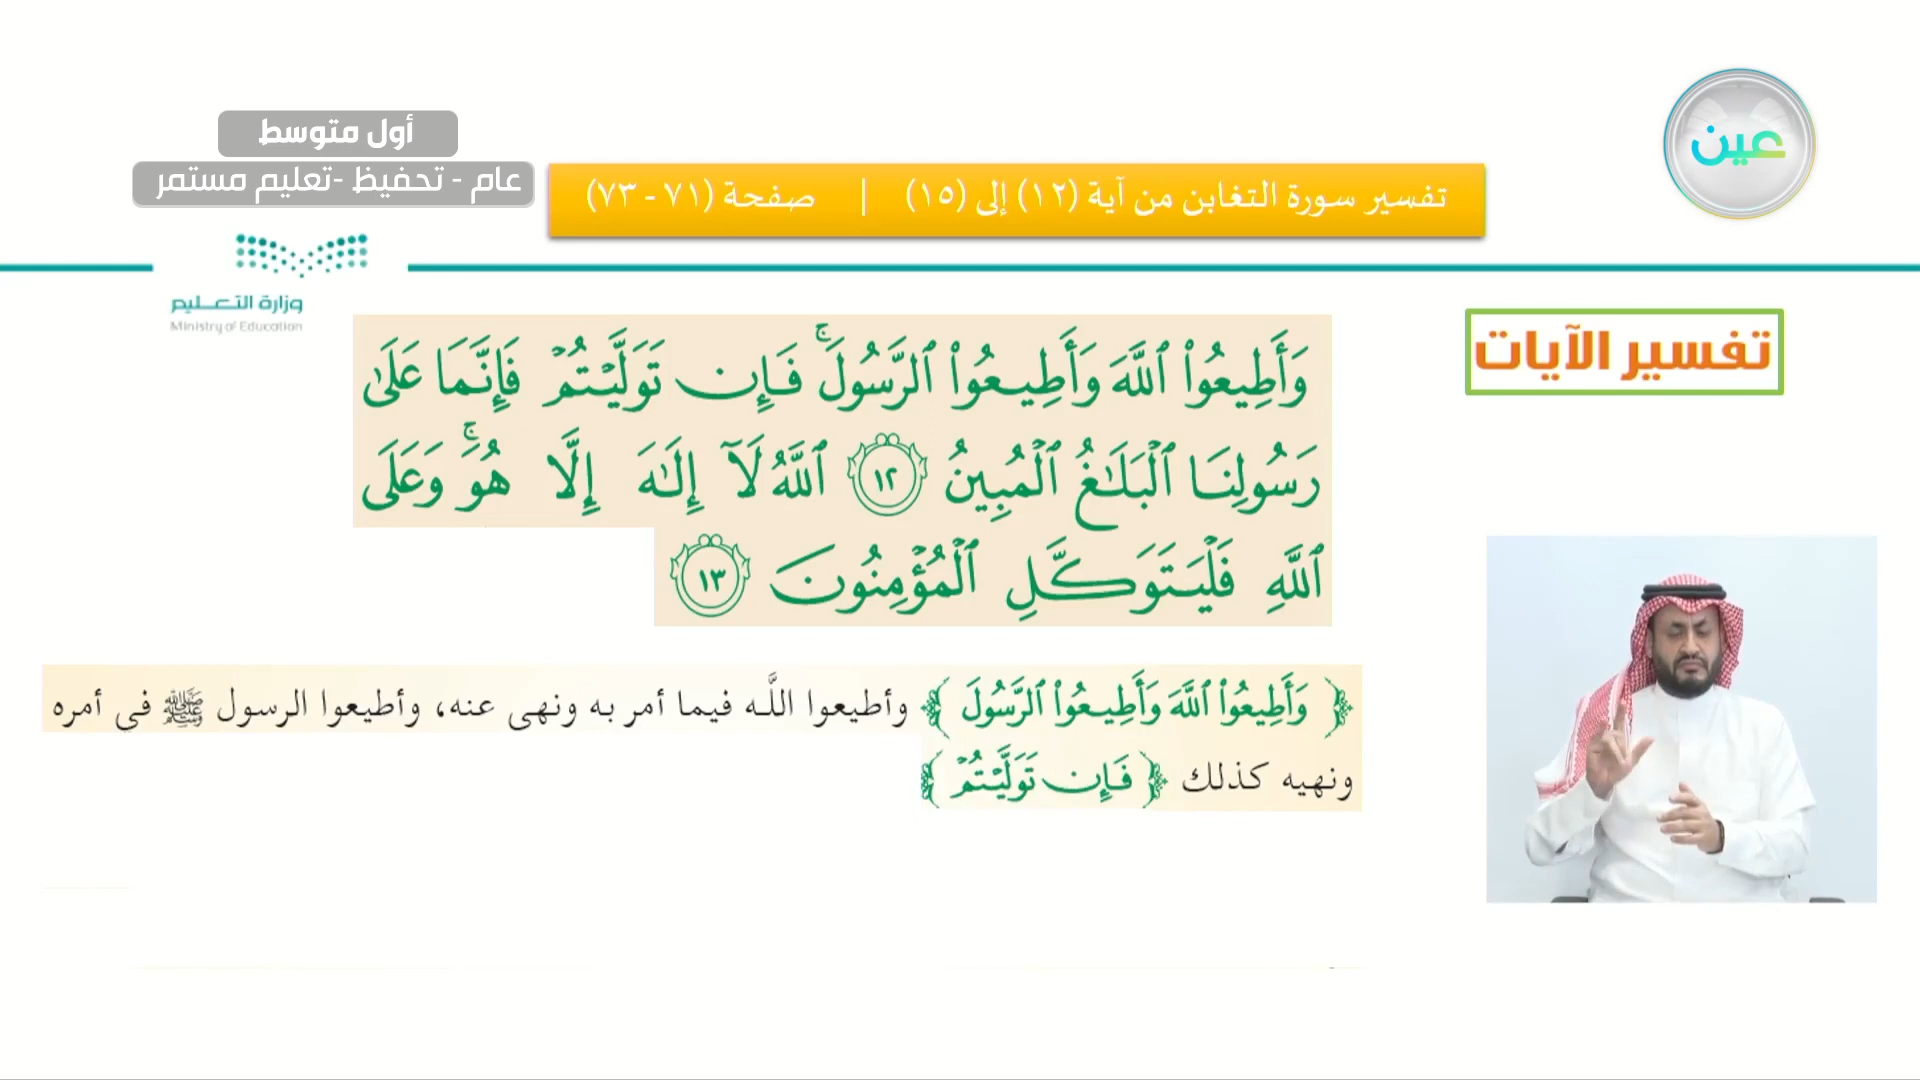 عين
أول متوسط
عام - تحفيظ -تعليم مستمر
تفسير سورة التغابن من آية (١٢) إلى (١٥) | صفحة (٧١ - ٧٣)
وزارة التعـــليم
Ministry of Education
تفسير الآيات
وَأَطِيعُواْ ٱللَّهَ وَأَطِيعُواْ ٱلرَّسُولَۚ فَإِن تَوَلَّيۡتُمۡ فَإِنَّمَا عَلَىٰ
رَسُولِنَا ٱلۡبَلَٰغُ ٱلۡمُبِينُ ١٢ ٱللَّهُ لَآ إِلَٰهَ إِلَّا هُوَۚ وَعَلَى
ٱللَّهِ فَلۡيَتَوَكَّلِ ٱلۡمُؤۡمِنُونَ ١٣
﴿ وَأَطِيعُواْ ٱللَّهَ وَأَطِيعُواْ ٱلرَّسُولَ ﴾ وأطيعوا اللَّـه فيما أمر به ونهى عنه، وأطيعوا الرسول ﷺ في أمره
ونهيه كذلك ﴿ فَإِن تَوَلَّيۡتُمۡ ﴾